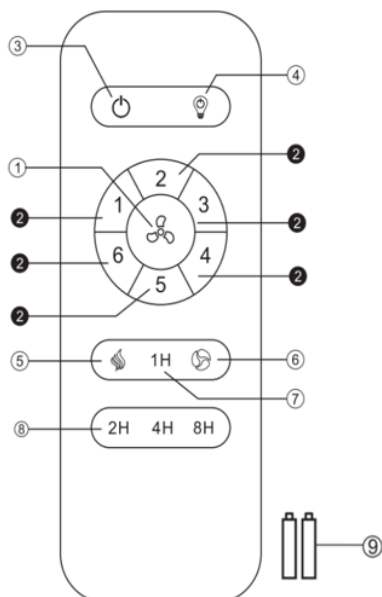 ③ ④
① 2 ❷
❷ 1 3 ❷
❷ 6 4 ❷
❷ 5
⑤ 1H ⑥
⑦
⑧ 2H 4H 8H
⑨